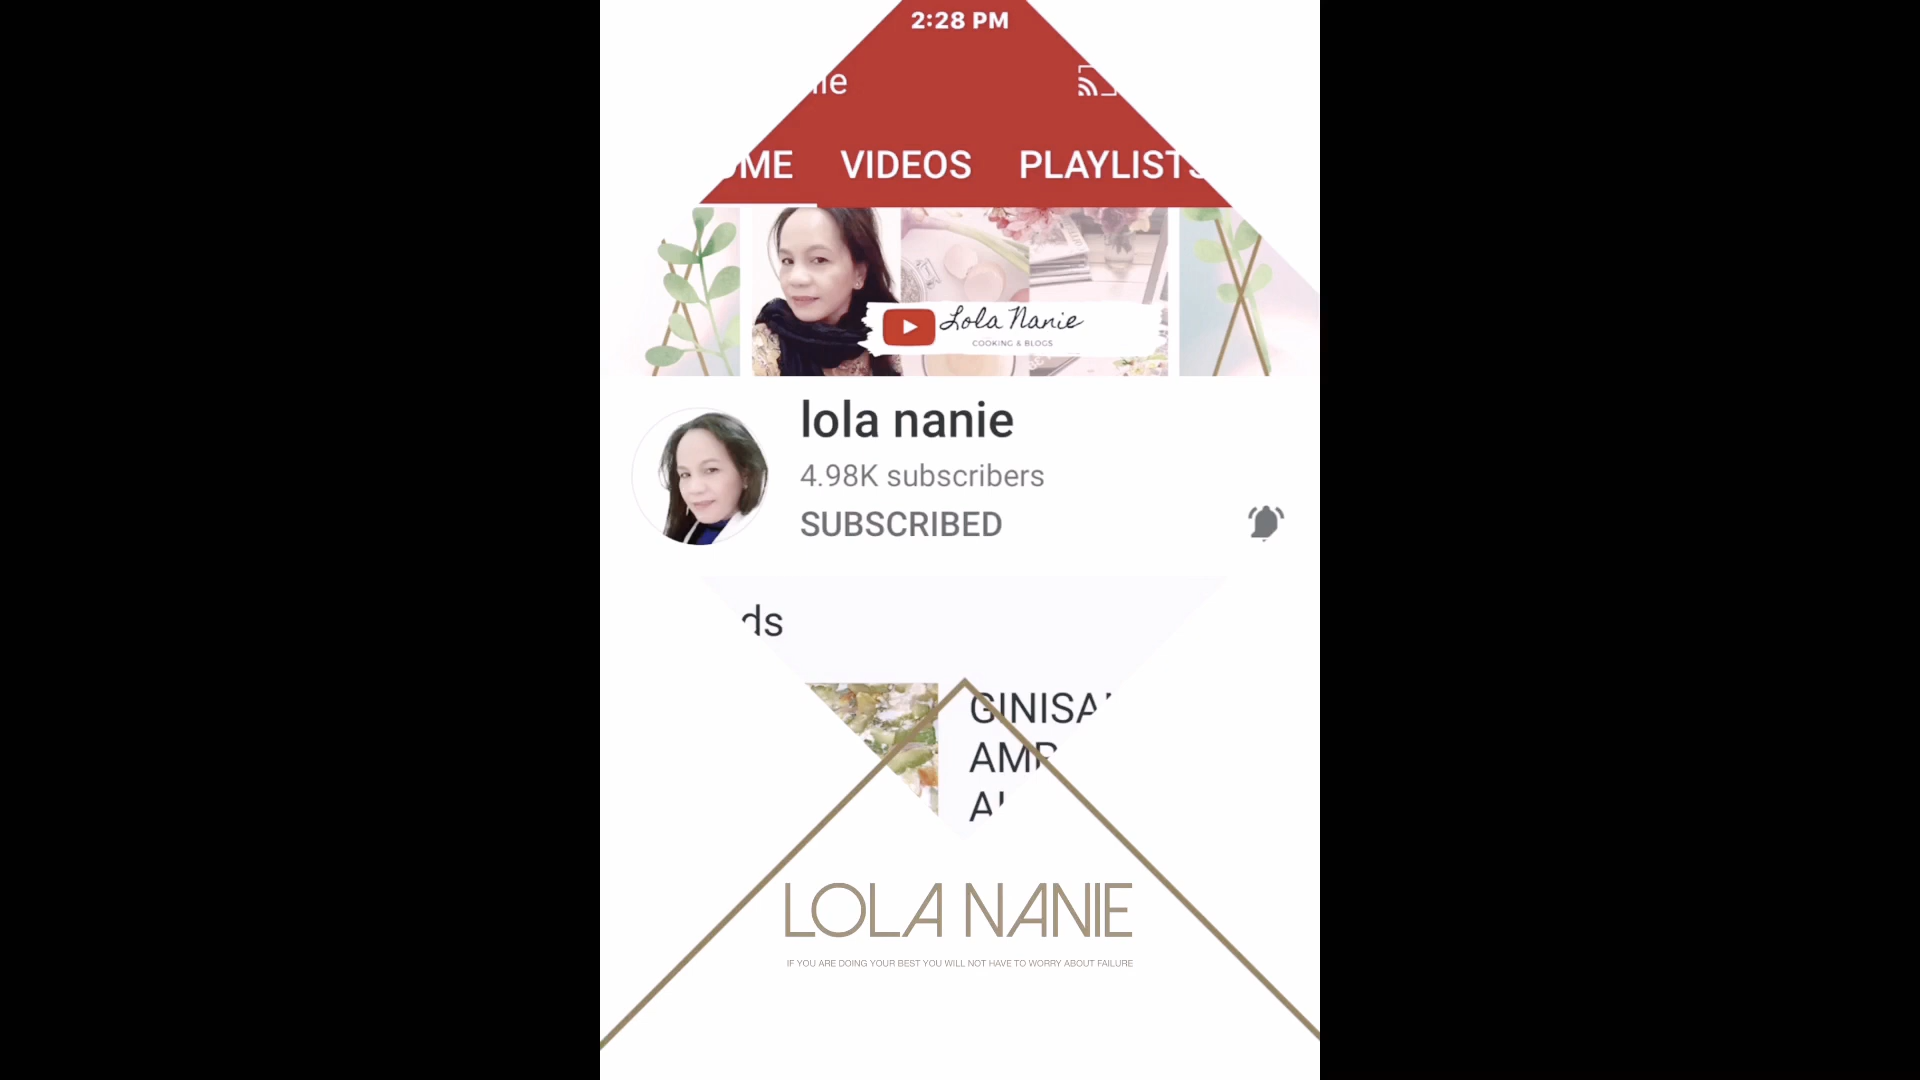 2:28 PM
VIDEOS PLAYLISTS
Lola Nanie
COOKING & BLOGS
lola nanie
4.98K subscribers
SUBSCRIBED
LOLA NANIE
IF YOU ARE DOING YOUR BEST YOU WILL NOT HAVE TO WORRY ABOUT FAILURE